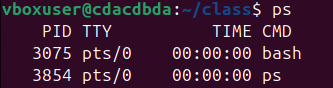 vboxuser@cdacdbda:~/class$ ps
PID TTY TIME CMD
3075 pts/0 00:00:00 bash
3854 pts/0 00:00:00 ps